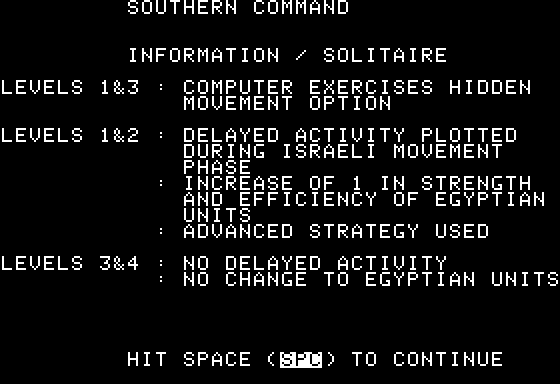 SOUTHERN COMMAND
INFORMATION / SOLITAIRE
LEVELS 1&3 : COMPUTER EXERCISES HIDDEN
MOVEMENT OPTION
LEVELS 1&2 : DELAYED ACTIVITY PLOTTED
DURING ISRAELI MOVEMENT
PHASE
: INCREASE OF 1 IN STRENGTH
AND EFFICIENCY OF EGYPTIAN
UNITS
: ADVANCED STRATEGY USED
LEVELS 3&4 : NO DELAYED ACTIVITY
: NO CHANGE TO EGYPTIAN UNITS
HIT SPACE (SPC) TO CONTINUE